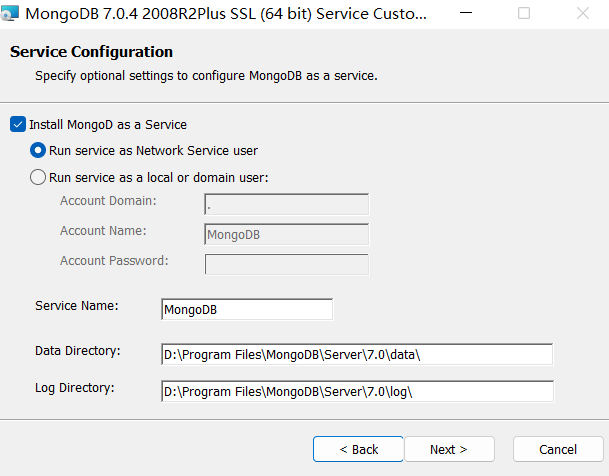 MongoDB 7.0.4 2008R2Plus SSL (64 bit) Service Custo...
Service Configuration
Specify optional settings to configure MongoDB as a service.
Install MongoD as a Service
Run service as Network Service user
Run service as a local or domain user:
Account Domain: .
Account Name: MongoDB
Account Password:
Service Name: MongoDB
Data Directory: D:\Program Files\MongoDB\Server\7.0\data\
Log Directory: D:\Program Files\MongoDB\Server\7.0\log\
< Back Next > Cancel